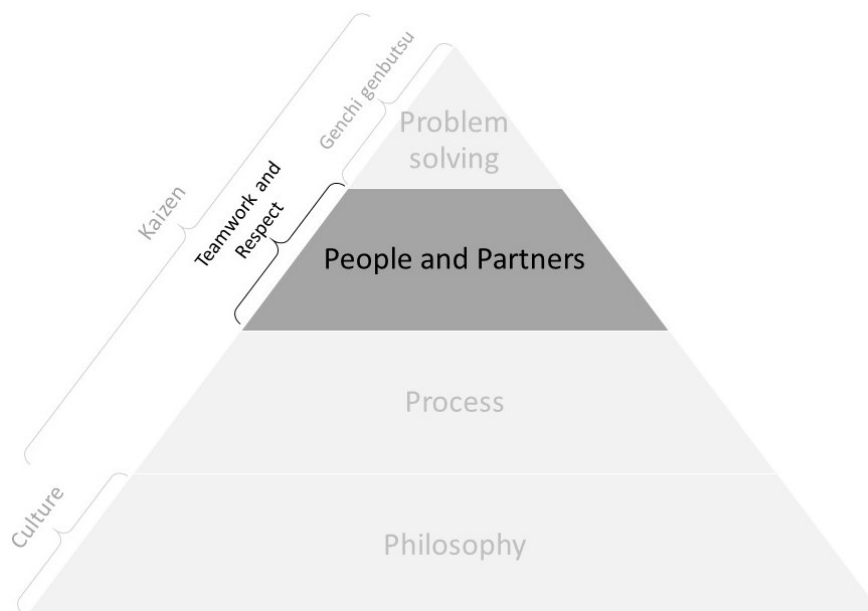 Genchi genbutsu
Problem
solving
Kaizen
Teamwork and
Respect
People and Partners
Process
Culture
Philosophy